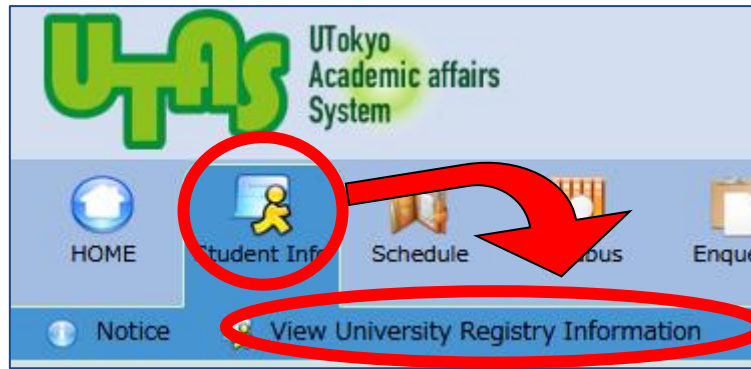 UTAS
UTokyo
Academic affairs
System
HOME
Student Info
Schedule
Notice
View University Registry Information